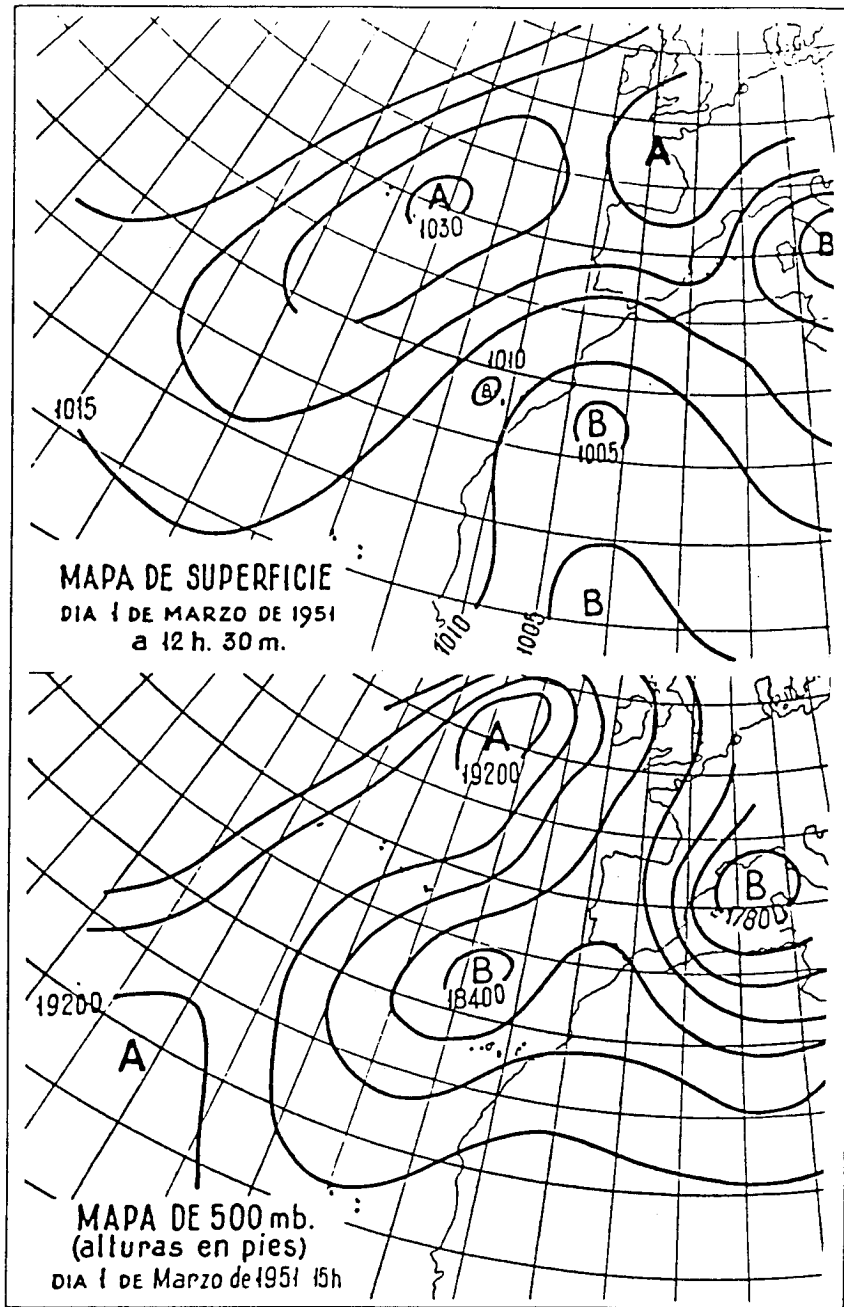 A
A
1030
B
1010
B
1015
B
1005
MAPA DE SUPERFICIE
DIA 1 DE MARZO DE 1951
a 12 h. 30 m.
B
1010
1005
A
19200
B
17800
B
18400
19200
A
MAPA DE 500 mb.
(alturas en pies)
DIA 1 DE Marzo de 1951 15h